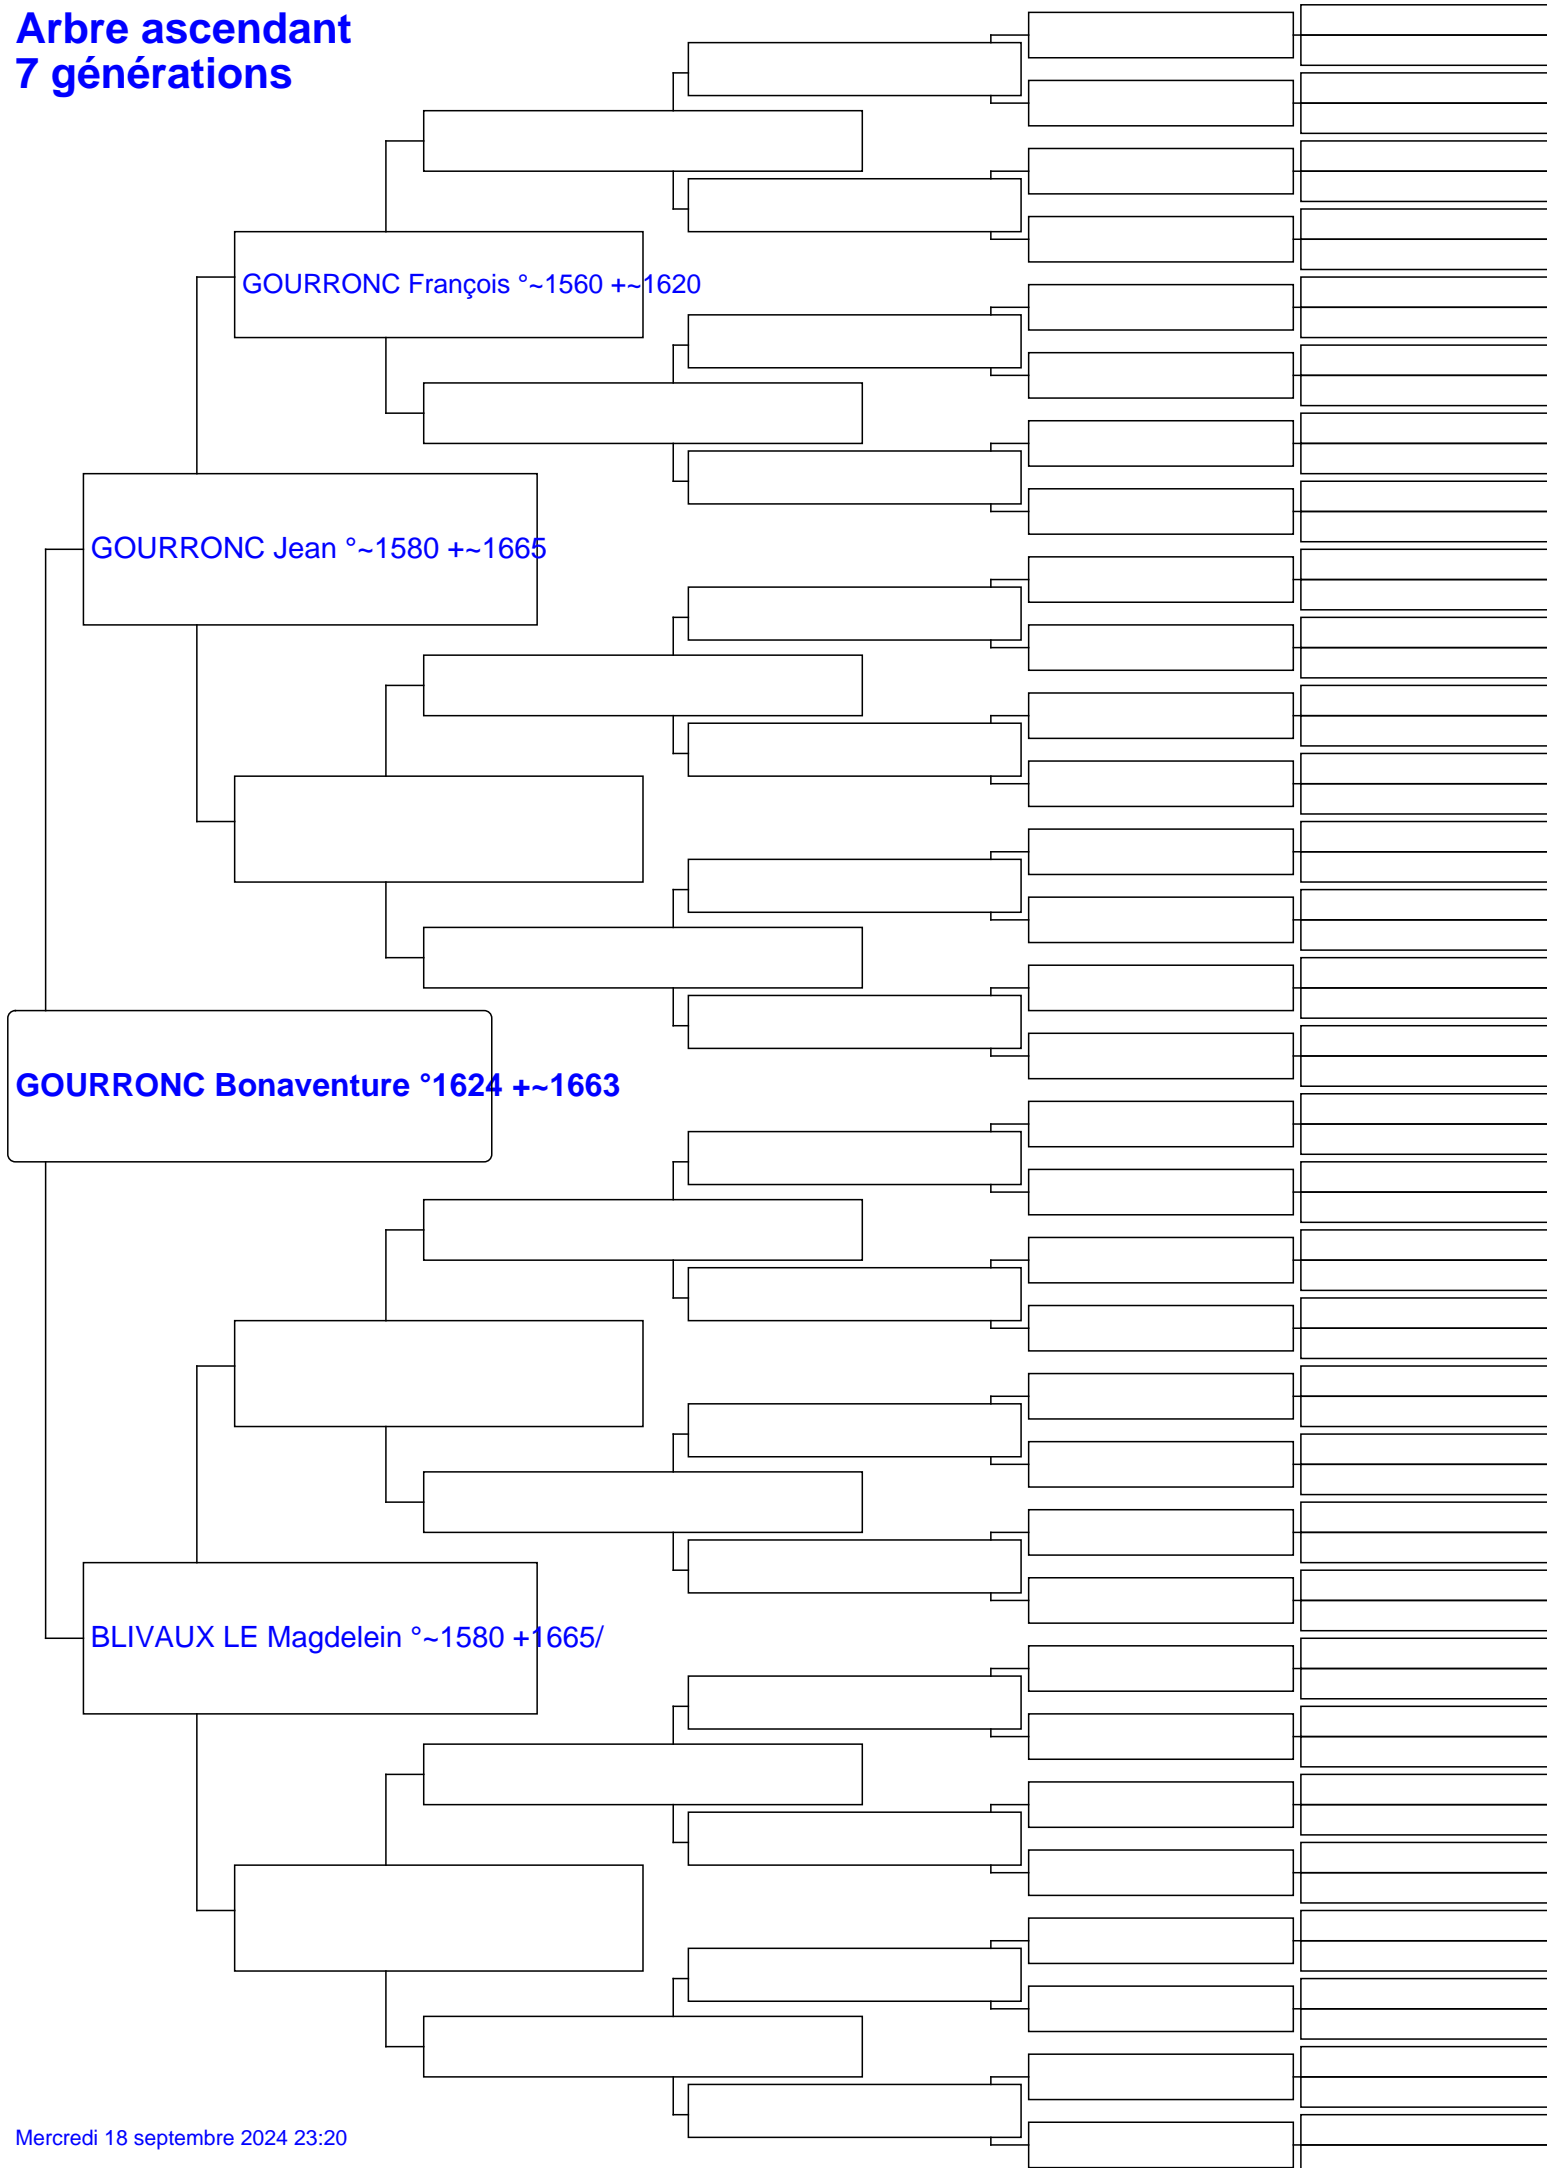 Arbre ascendant
7 générations
GOURRONC François °~1560 +~1620
GOURRONC Jean °~1580 +~1665
GOURRONC Bonaventure °1624 +~1663
BLIVAUX LE Magdelein °~1580 +1665/
Mercredi 18 septembre 2024 23:20